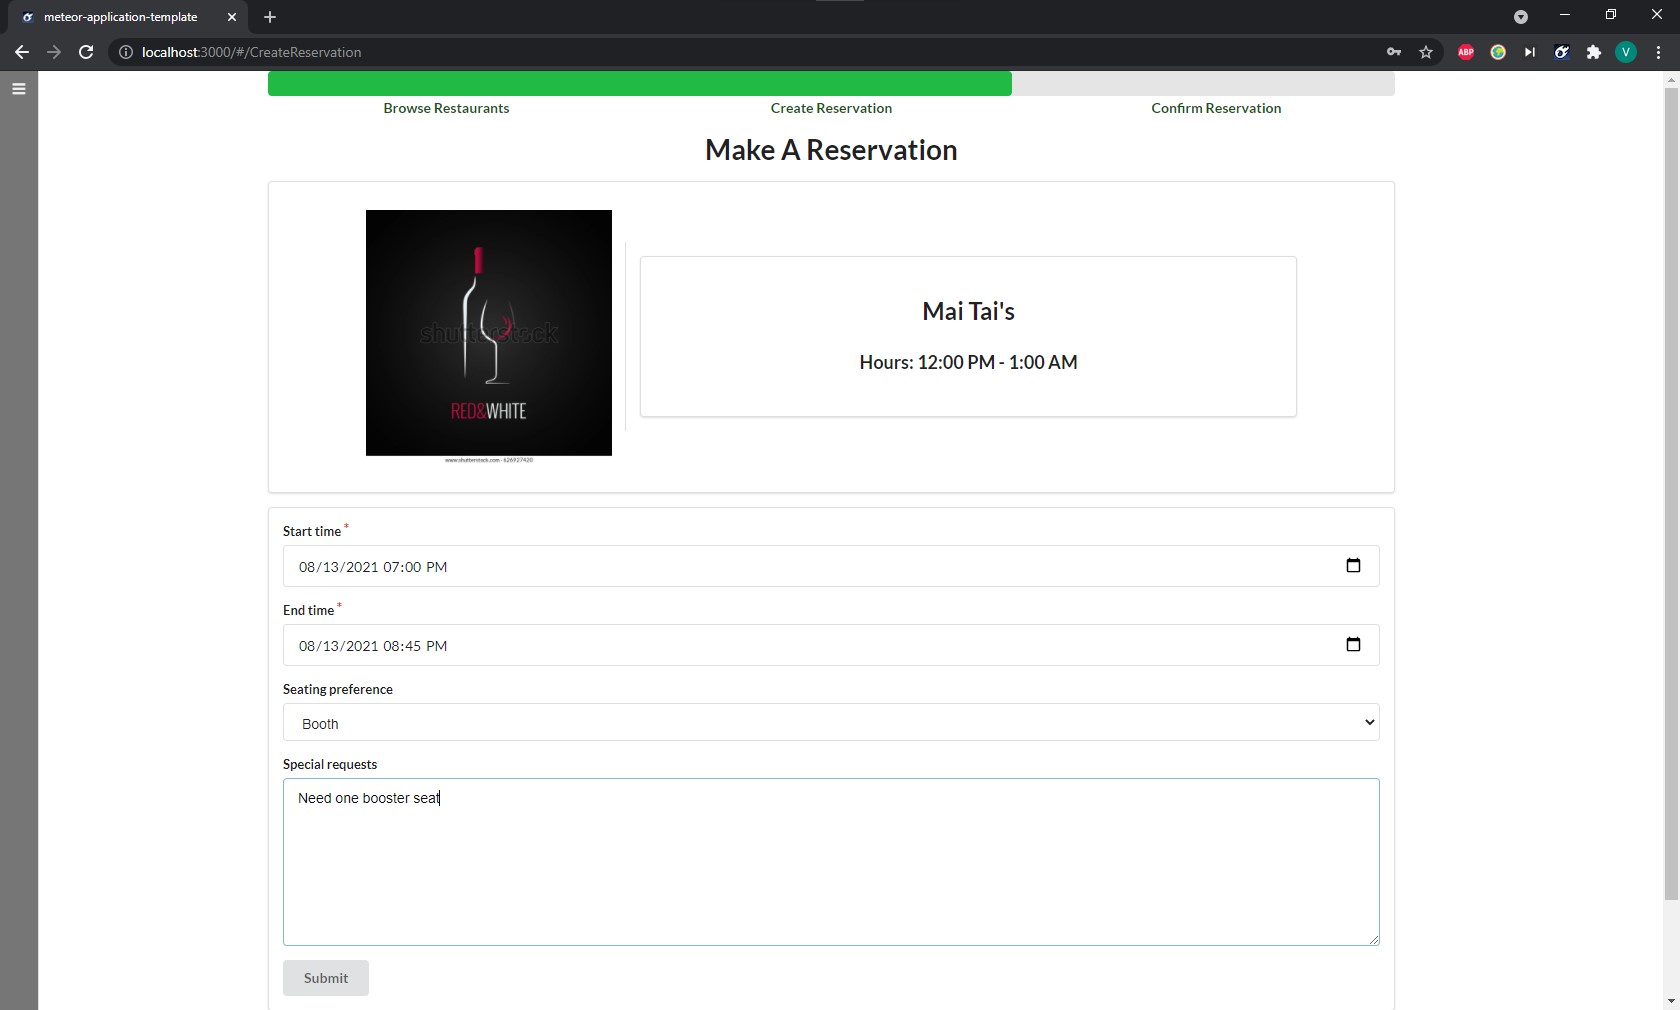 meteor-application-template
localhost:3000/#/CreateReservation
ABP
V
Browse Restaurants
Create Reservation
Confirm Reservation
Make A Reservation
shutterstock
RED&WHITE
www.shutterstock.com · 626927420
Mai Tai's
Hours: 12:00 PM - 1:00 AM
Start time *
08/13/2021 07:00 PM
End time *
08/13/2021 08:45 PM
Seating preference
Booth
Special requests
Need one booster seat
Submit